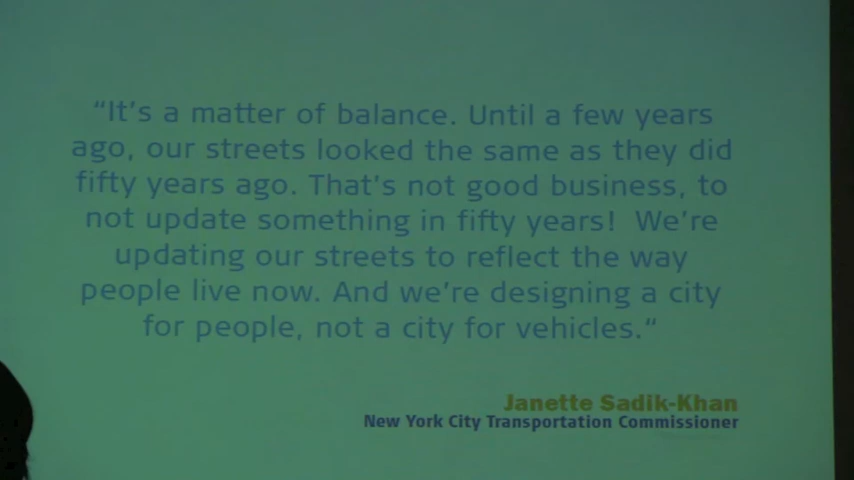 “It's a matter of balance. Until a few years
ago, our streets looked the same as they did
fifty years ago. That's not good business, to
not update something in fifty years!  We're
updating our streets to reflect the way
people live now. And we're designing a city
for people, not a city for vehicles.“
Janette Sadik-Khan
New York City Transportation Commissioner